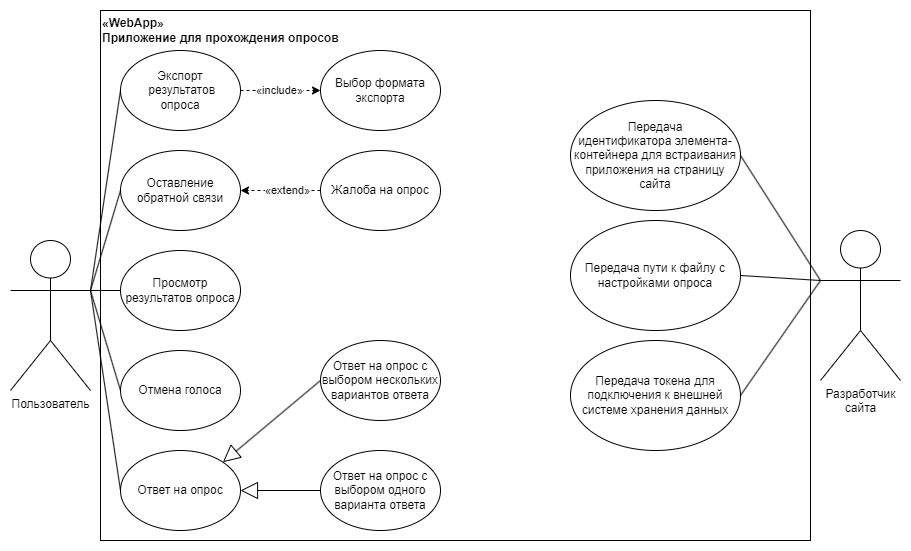 «WebApp»
Приложение для прохождения опросов
Экспорт
результатов
опроса
«include»
Выбор формата
экспорта
Оставление
обратной связи
«extend»
Жалоба на опрос
Просмотр
результатов опроса
Отмена голоса
Ответ на опрос с
выбором нескольких
вариантов ответа
Ответ на опрос
Ответ на опрос с
выбором одного
варианта ответа
Пользователь
Передача
идентификатора элемента-
контейнера для встраивания
приложения на страницу
сайта
Передача пути к файлу с
настройками опроса
Передача токена для
подключения к внешней
системе хранения данных
Разработчик
сайта